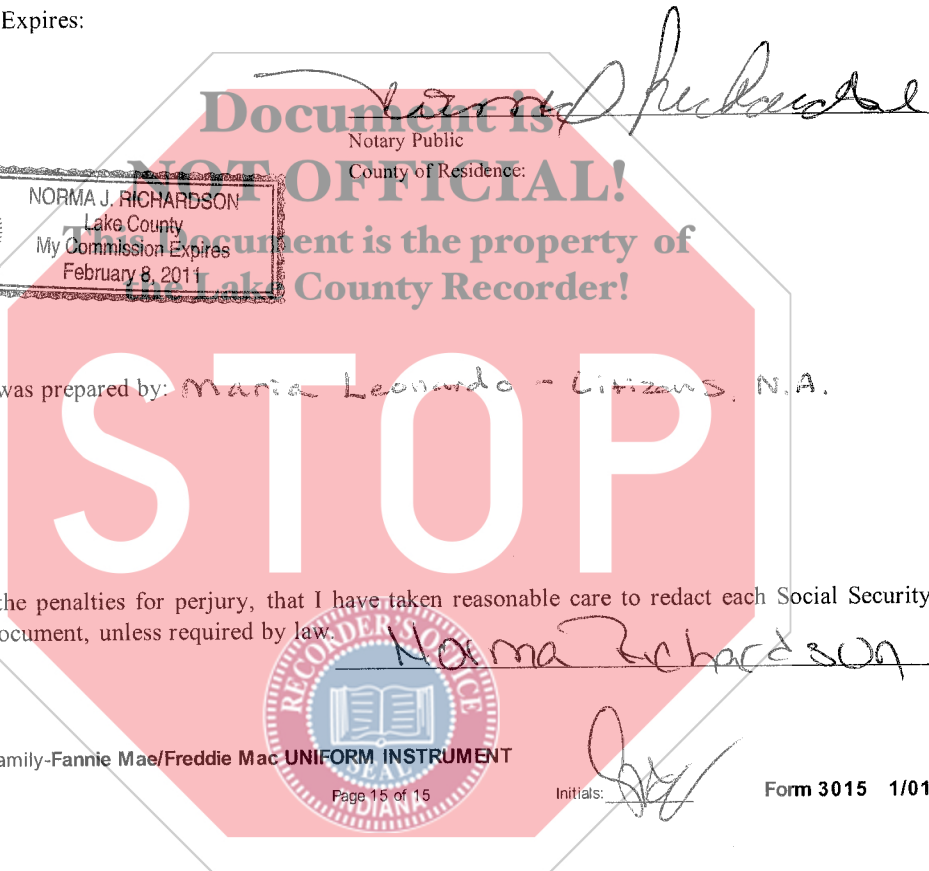 Expires:
Norma J Richardson
Document is
Notary Public
NOT OFFICIAL!
County of Residence:
NORMA J. RICHARDSON
Lake County
My Commission Expires
February 8, 2011
This Document is the property of
the Lake County Recorder!
was prepared by: Maria Leonardo - Citizens, N.A.
STOP
the penalties for perjury, that I have taken reasonable care to redact each Social Security
ocument, unless required by law.
Norma Richardson
RECORDER'S OFFICE
SEAL
INDIANA
amily-Fannie Mae/Freddie Mac UNIFORM INSTRUMENT
Page 15 of 15
Initials:
Form 3015 1/01